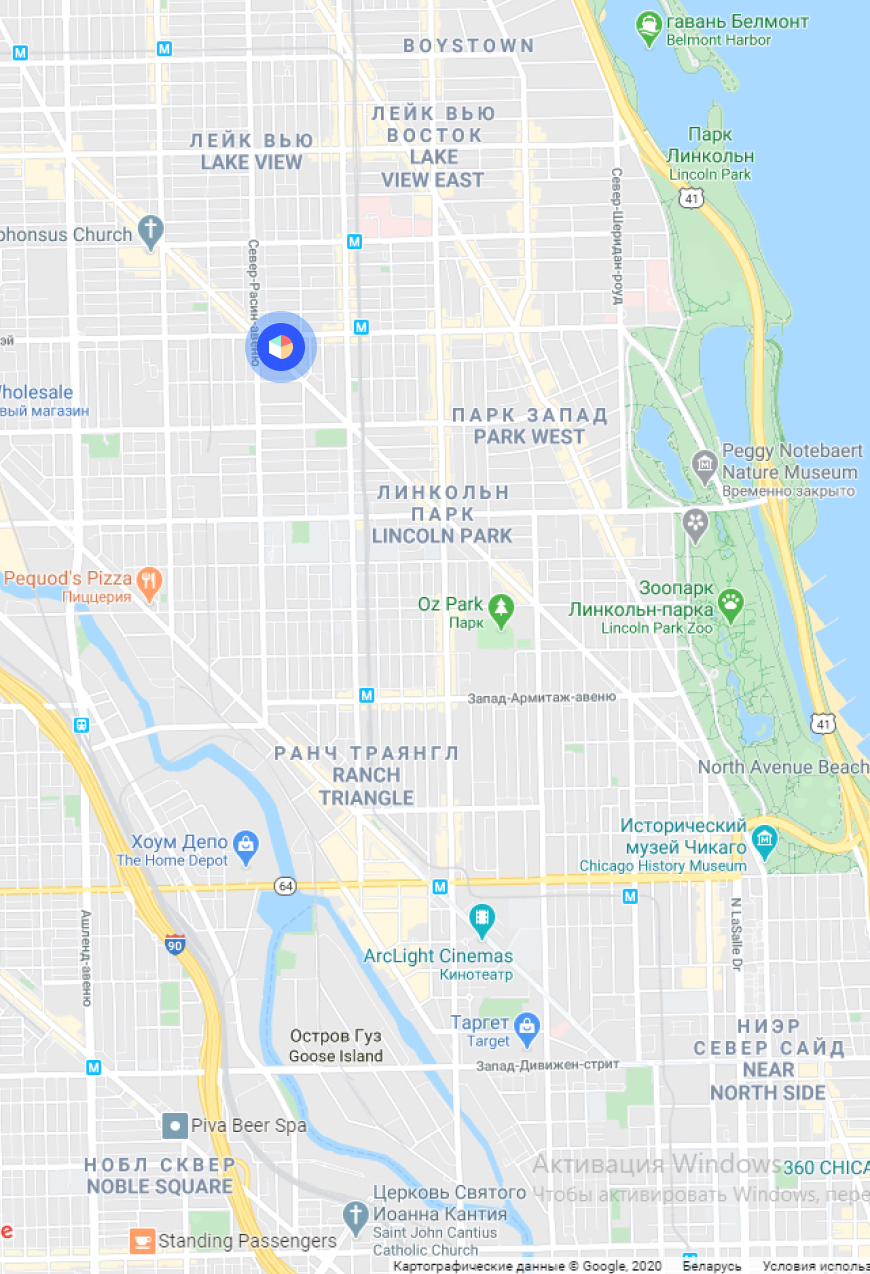 гавань Белмонт
Belmont Harbor
BOYSTOWN
ЛЕЙК ВЬЮ
LAKE VIEW
ЛЕЙК ВЬЮ
ВОСТОК
LAKE
VIEW EAST
Парк
Линкольн
Lincoln Park
41
Север-Шеридан-роуд
phonsus Church
Север-Расин-авеню
эй
Wholesale
вый магазин
ПАРК ЗАПАД
PARK WEST
Peggy Notebaert
Nature Museum
Временно закрыто
ЛИНКОЛЬН
ПАРК
LINCOLN PARK
Pequod's Pizza
Пиццерия
Oz Park
Парк
Зоопарк
Линкольн-парка
Lincoln Park Zoo
Запад-Армитаж-авеню
41
РАНЧ ТРАЯНГЛ
RANCH
TRIANGLE
North Avenue Beach
Хоум Депо
The Home Depot
Исторический
музей Чикаго
Chicago History Museum
64
Ашленд-авеню
90
N LaSalle Dr
ArcLight Cinemas
Кинотеатр
Таргет
Target
Остров Гуз
Goose Island
НИЭР
СЕВЕР САЙД
NEAR
NORTH SIDE
Запад-Дивижен-стрит
Piva Beer Spa
НОБЛ СКВЕР
NOBLE SQUARE
Активация Windows
360 CHICA
Чтобы активировать Windows, пере
Церковь Святого
Иоанна Кантия
Saint John Cantius
Catholic Church
e
Standing Passengers
Картографические данные © Google, 2020 Беларусь Условия использ